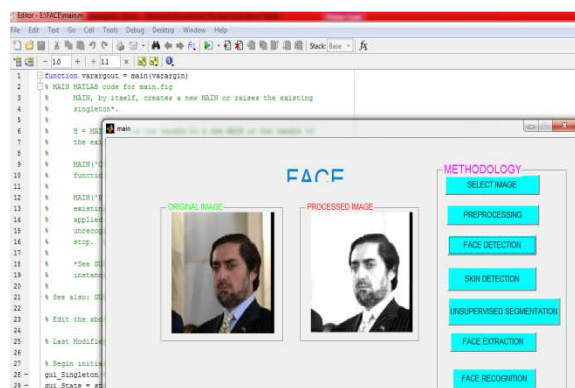 Editor - E:\FACE\main.m
File Edit Text Go Cell Tools Debug Desktop Window Help
Stack: Base fx
- 1.0 + ÷ 1.1 ×
1 function varargout = main(varargin)
2 % MAIN MATLAB code for main.fig
3 % MAIN, by itself, creates a new MAIN or raises the existing
4 % singleton*.
5 %
6 % H = MAI
7 % the exi
8 %
9 % MAIN('C
10 % functio
11 %
12 % MAIN('P
13 % existin
14 % applied
15 % unrecog
16 % stop.
17 %
18 % *See GU
19 % instanc
20 %
21 % See also: GU
22
23 % Edit the abo
24
25 % Last Modifie
26
27 % Begin initia
28 - gui_Singleton
29 - gui_State = st
main
FACE
ORIGINAL IMAGE
PROCESSED IMAGE
METHODOLOGY
SELECT IMAGE
PREPROCESSING
FACE DETECTION
SKIN DETECTION
UNSUPERVISED SEGMENTATION
FACE EXTRACTION
FACE RECOGNITION